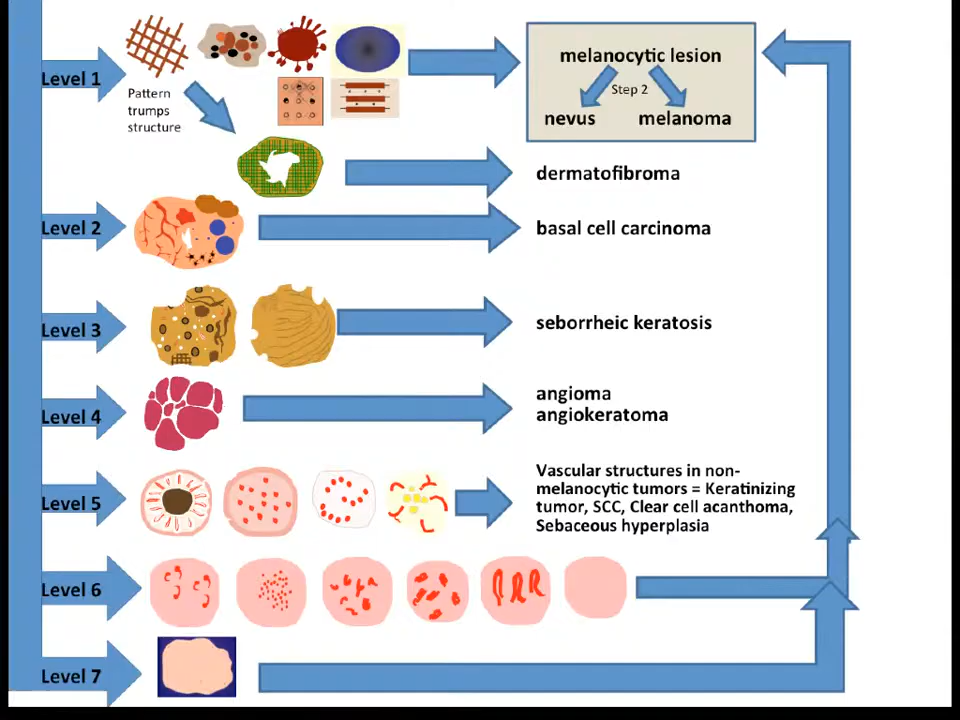 Level 1
Pattern
trumps
structure
melanocytic lesion
Step 2
nevus melanoma
dermatofibroma
Level 2
basal cell carcinoma
Level 3
seborrheic keratosis
Level 4
angioma
angiokeratoma
Level 5
Vascular structures in non-
melanocytic tumors = Keratinizing
tumor, SCC, Clear cell acanthoma,
Sebaceous hyperplasia
Level 6
Level 7